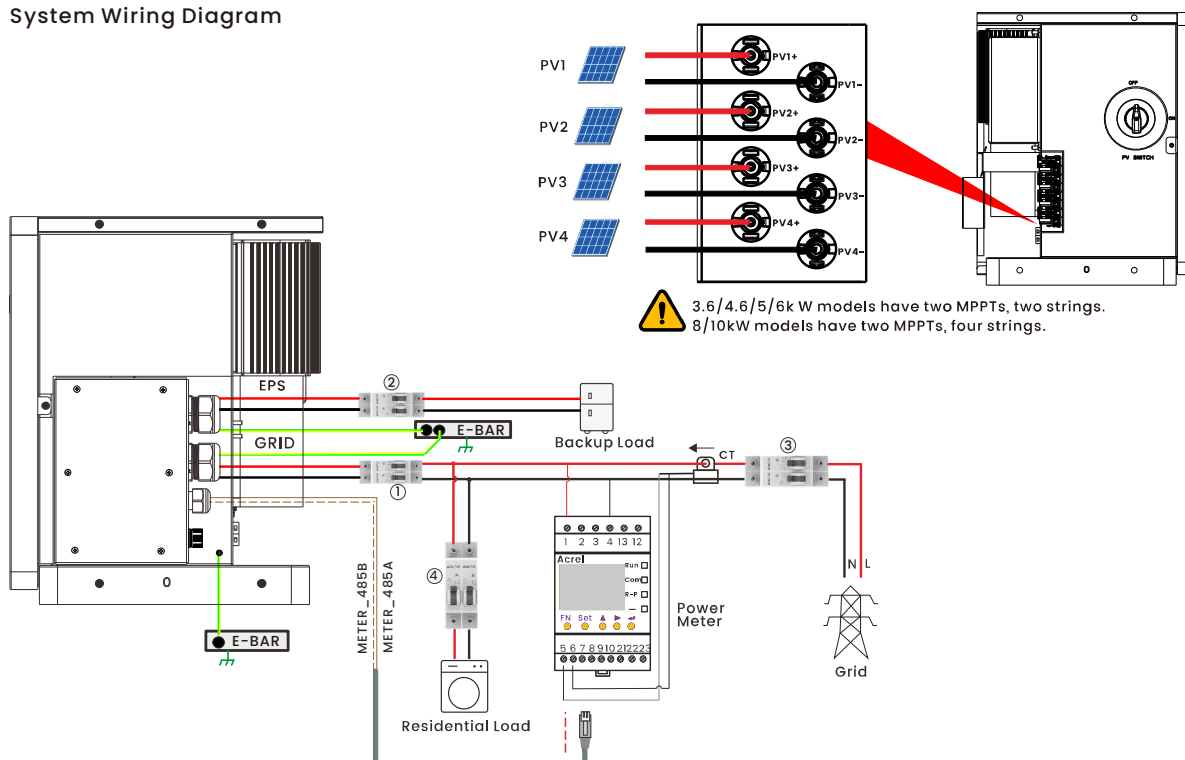 System Wiring Diagram
PV1
PV2
PV3
PV4
PV1+
PV1-
PV2+
PV2-
PV3+
PV3-
PV4+
PV4-
OFF
ON
PV SWITCH
3.6/4.6/5/6k W models have two MPPTs, two strings.
8/10kW models have two MPPTs, four strings.
EPS
②
E-BAR
Backup Load
GRID
①
CT
③
④
1 2 3 4 13 12
Acrel
Run
Com
R-P
FN Set
5 6 7 8 9 10 21 22 23
Power
Meter
N L
Grid
METER_485B
METER_485A
E-BAR
Residential Load